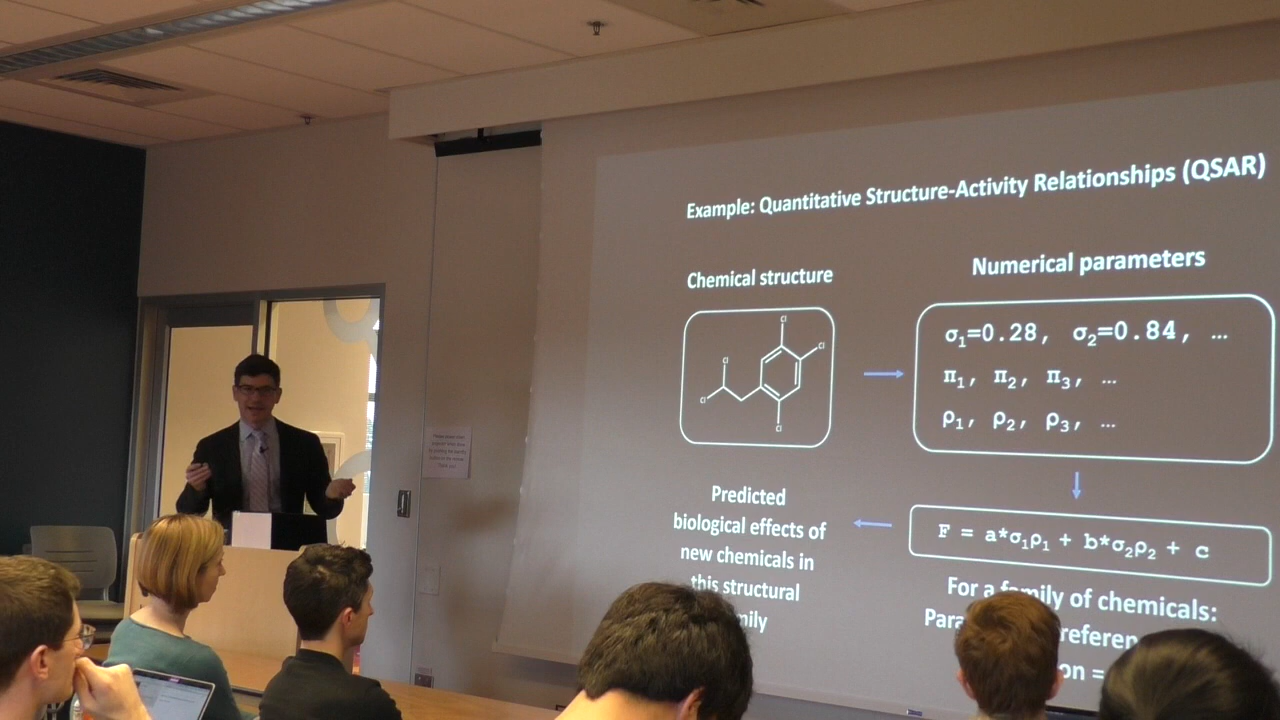 Example: Quantitative Structure-Activity Relationships (QSAR)
Chemical structure
Cl
Cl
Cl
Cl
Cl
Numerical parameters
σ₁=0.28, σ₂=0.84, …
π₁, π₂, π₃, …
ρ₁, ρ₂, ρ₃, …
F = a*σ₁ρ₁ + b*σ₂ρ₂ + c
For a family of chemicals:
Predicted
biological effects of
new chemicals in
this structural